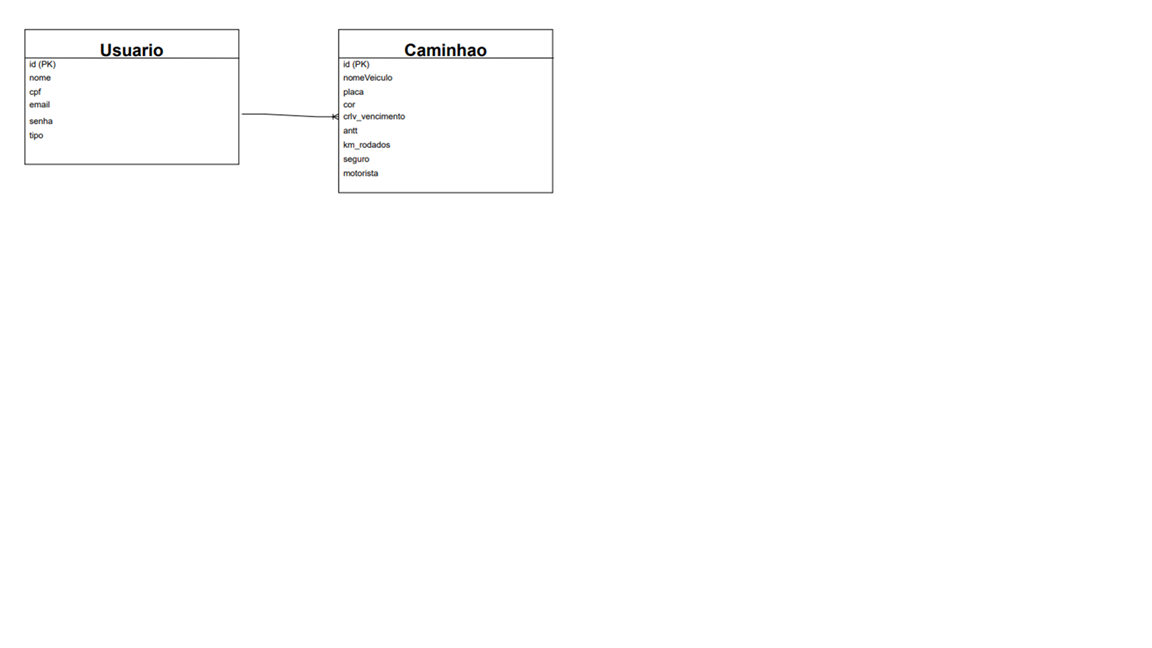 Usuario
id (PK)
nome
cpf
email
senha
tipo
Caminhao
id (PK)
nomeVeiculo
placa
cor
crlv_vencimento
antt
km_rodados
seguro
motorista